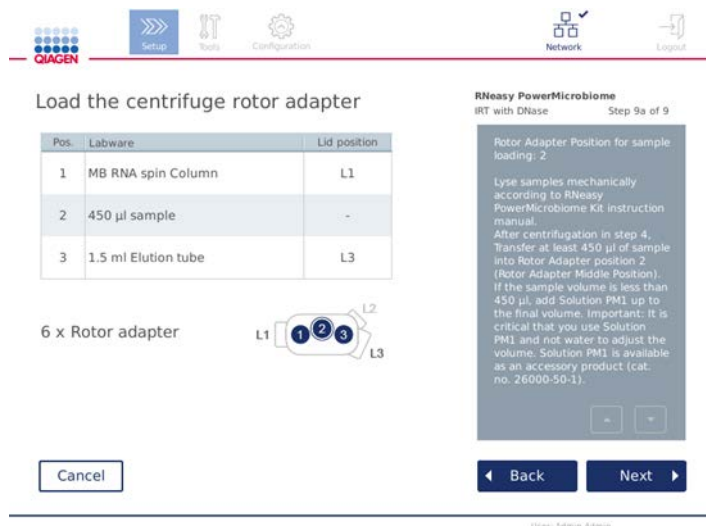 QIAGEN
Setup
Tools
Configuration
Network
Logout
Load the centrifuge rotor adapter
Pos. Labware Lid position
1 MB RNA spin Column L1
2 450 µl sample -
3 1.5 ml Elution tube L3
6 x Rotor adapter
L1 1 2 3 L2
L3
Cancel
RNeasy PowerMicrobiome
IRT with DNase Step 9a of 9
Rotor Adapter Position for sample
loading: 2
Lyse samples mechanically
according to RNeasy
PowerMicrobiome Kit instruction
manual.
After centrifugation in step 4,
Transfer at least 450 µl of sample
into Rotor Adapter position 2
(Rotor Adapter Middle Position).
If the sample volume is less than
450 µl, add Solution PM1 up to
the final volume. Important: It is
critical that you use Solution
PM1 and not water to adjust the
volume. Solution PM1 is available
as an accessory product (cat.
no. 26000-50-1).
Back
Next
User: Admin Admin